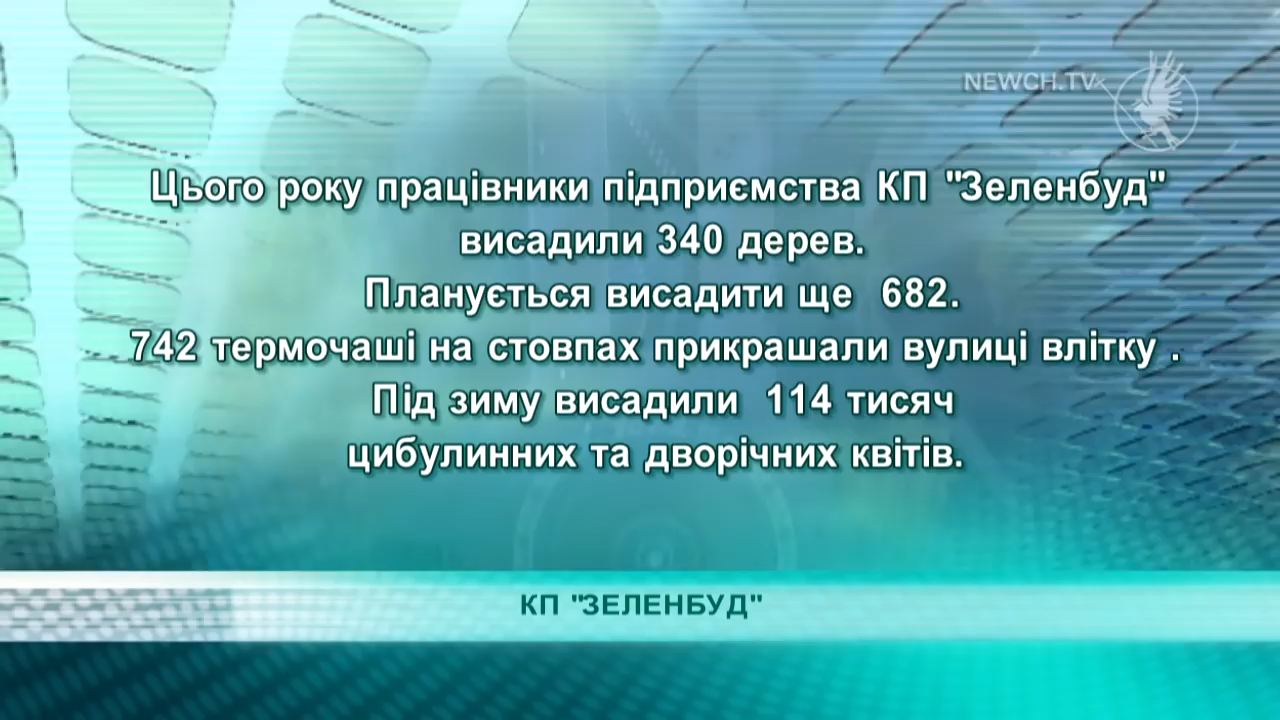 NEWCH.TV
Цього року працівники підприємства КП "Зеленбуд"
висадили 340 дерев.
Планується висадити ще 682.
742 термочаші на стовпах прикрашали вулиці влітку .
Під зиму висадили 114 тисяч
цибулинних та дворічних квітів.
КП "ЗЕЛЕНБУД"